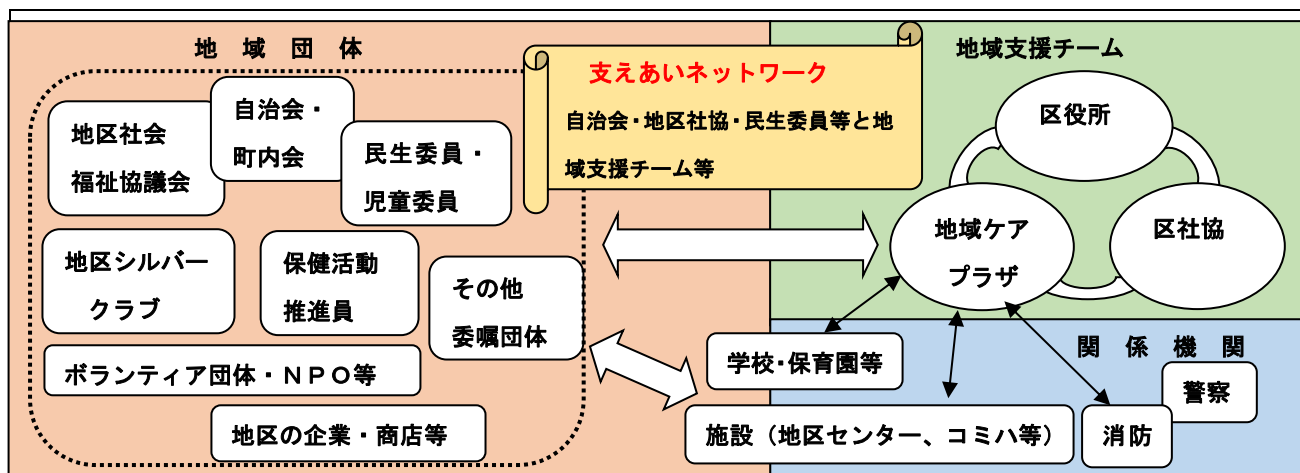 地 域 団 体
地区社会
福祉協議会
自治会・
町内会
民生委員・
児童委員
地区シルバー
クラブ
保健活動
推進員
その他
委嘱団体
ボランティア団体・ＮＰＯ等
地区の企業・商店等
支えあいネットワーク
自治会・地区社協・民生委員等と地
域支援チーム等
地域支援チーム
区役所
地域ケア
プラザ
区社協
関 係 機 関
学校・保育園等
施設（地区センター、コミハ等）
消防
警察